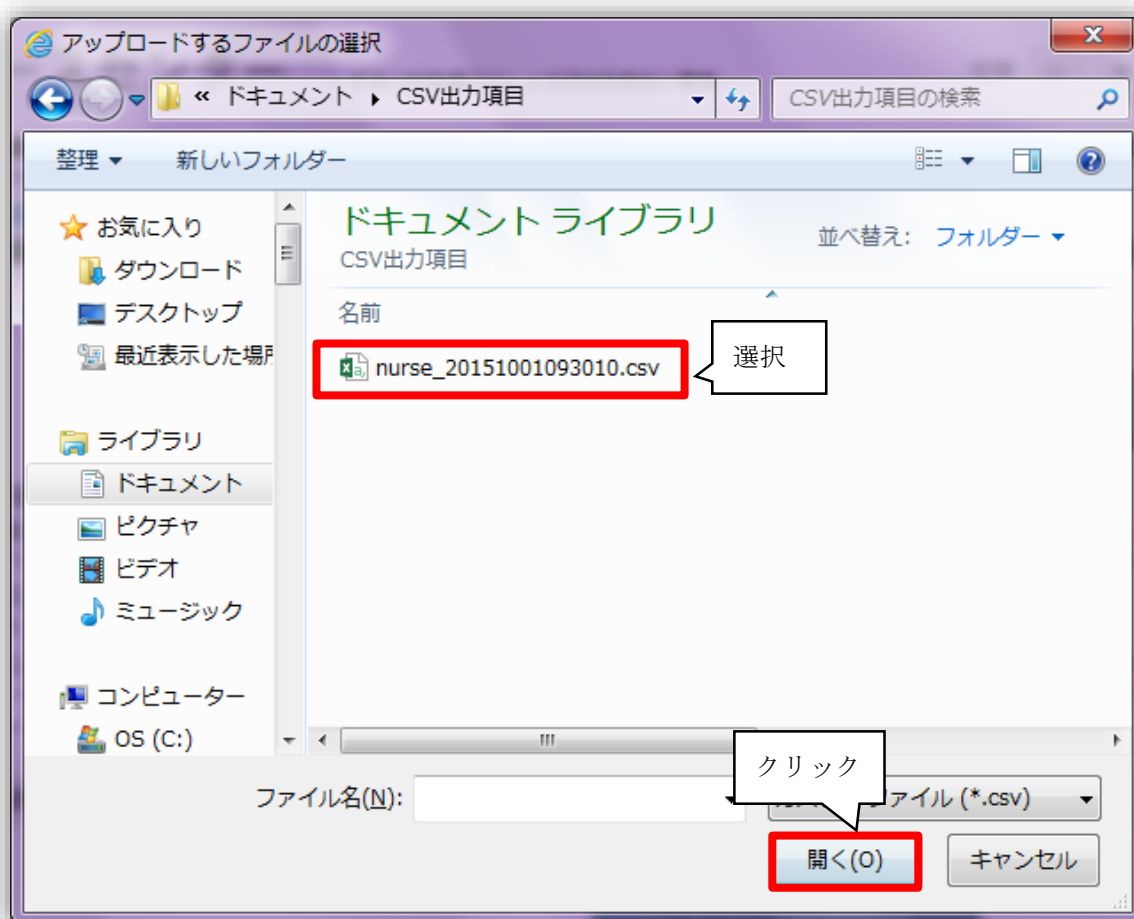 アップロードするファイルの選択
« ドキュメント ▸ CSV出力項目
CSV出力項目の検索
整理 新しいフォルダー
お気に入り
ダウンロード
デスクトップ
最近表示した場所
ライブラリ
ドキュメント
ピクチャ
ビデオ
ミュージック
コンピューター
OS (C:)
ドキュメント ライブラリ
CSV出力項目
並べ替え: フォルダー
名前
nurse_20151001093010.csv
選択
クリック
ファイル名(N):
ファイル (*.csv)
開く(O)
キャンセル